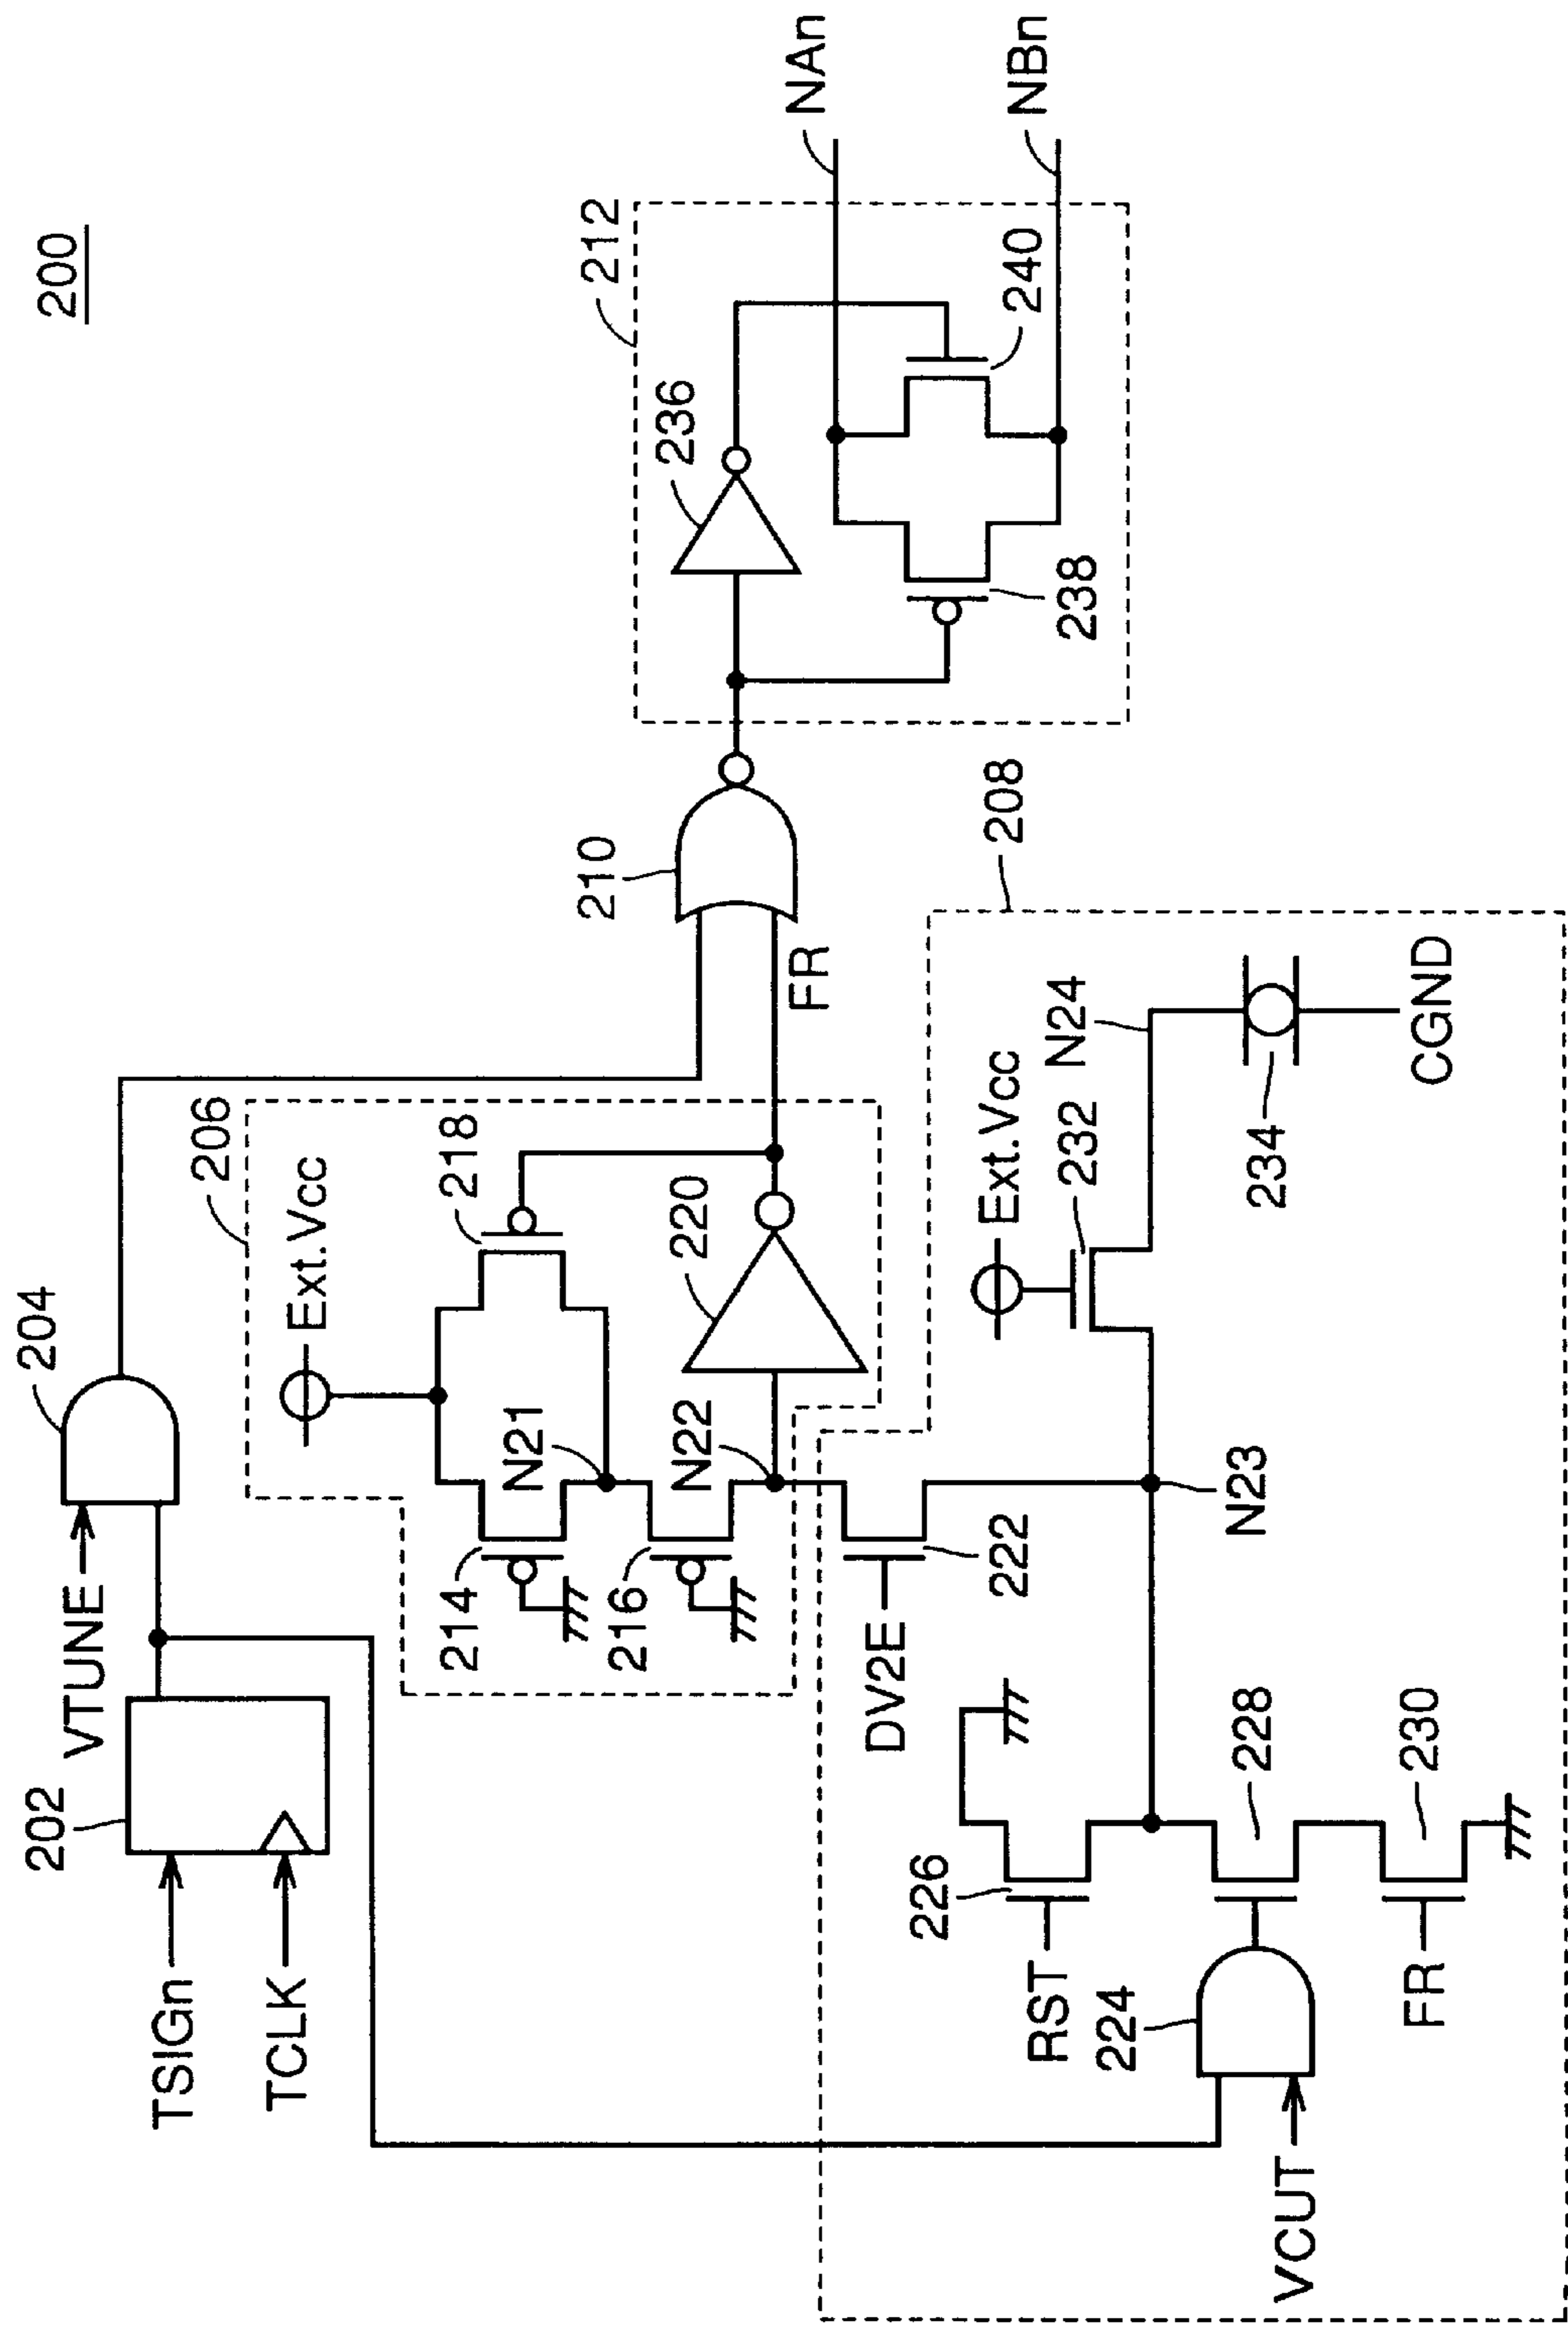 200
TSIGn
TCLK
202
VTUNE
204
206
Ext.Vcc
214
N21
218
216
N22
220
210
FR
212
236
238
240
NAn
NBn
208
DV2E
222
RST
226
224
VCUT
228
FR
230
N23
Ext.Vcc
232
N24
234
CGND